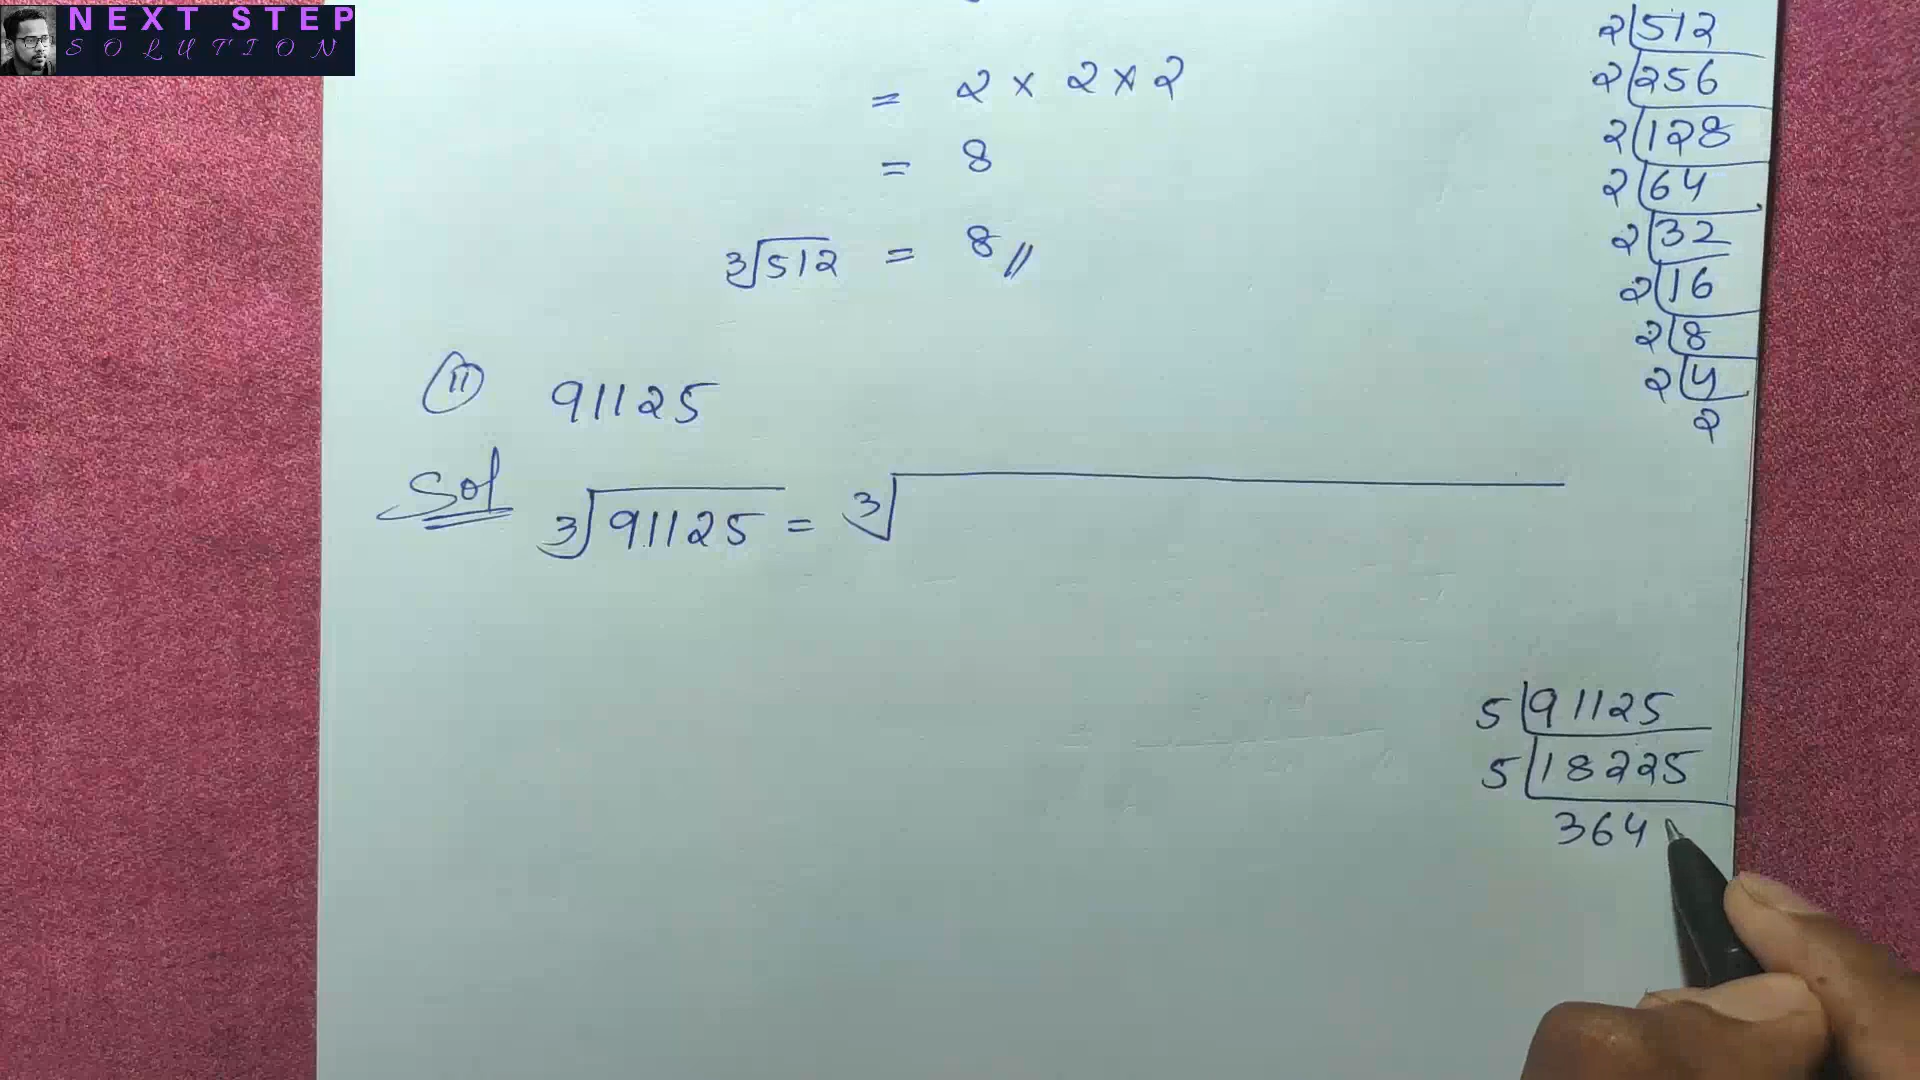 NEXT STEP
SOLUTION
= 2 × 2 × 2
= 8
∛512 = 8 //
(ii) 91125
Sol
∛91125 = ∛
2 | 512
2 | 256
2 | 128
2 | 64
2 | 32
2 | 16
2 | 8
2 | 4
2
5 | 91125
5 | 18225
364